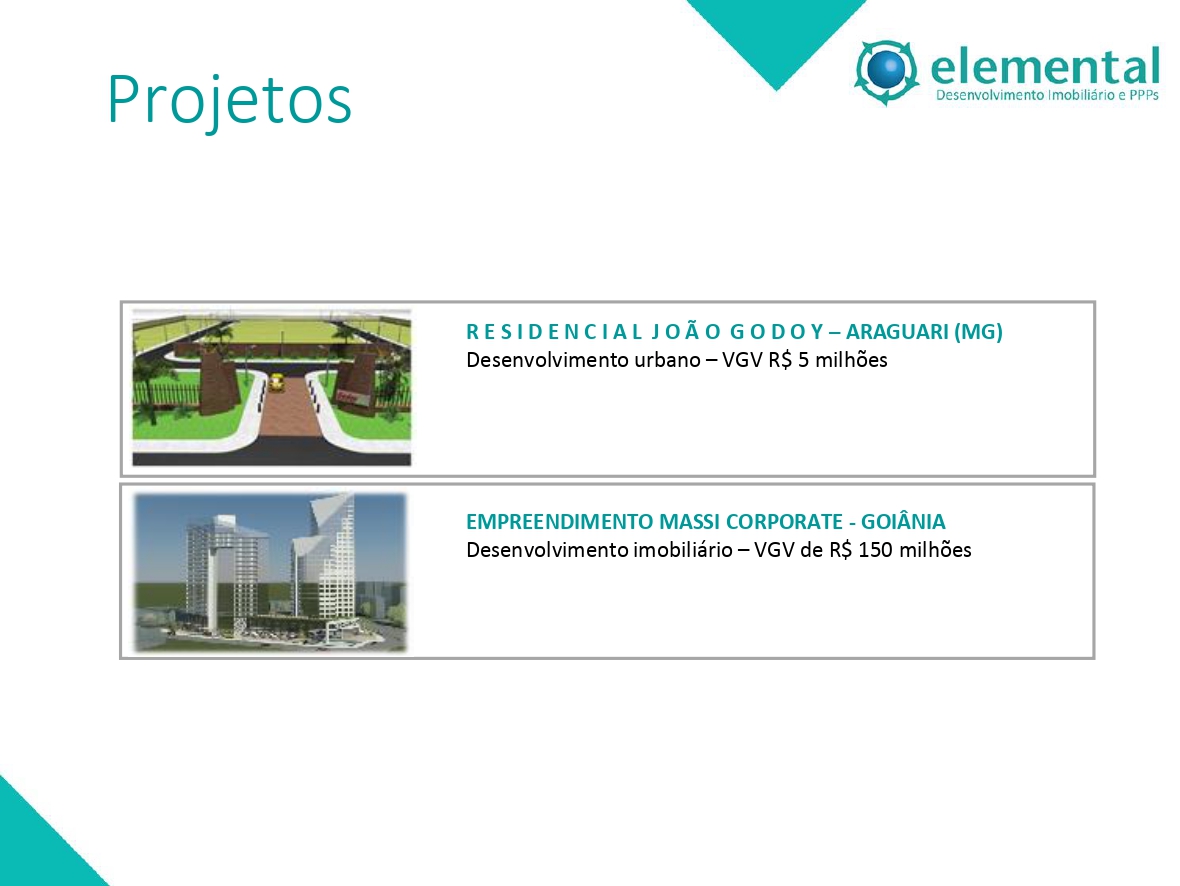 Projetos
elemental
Desenvolvimento Imobiliário e PPPs
R E S I D E N C I A L J O Ã O G O D O Y – ARAGUARI (MG)
Desenvolvimento urbano – VGV R$ 5 milhões
EMPREENDIMENTO MASSI CORPORATE - GOIÂNIA
Desenvolvimento imobiliário – VGV de R$ 150 milhões